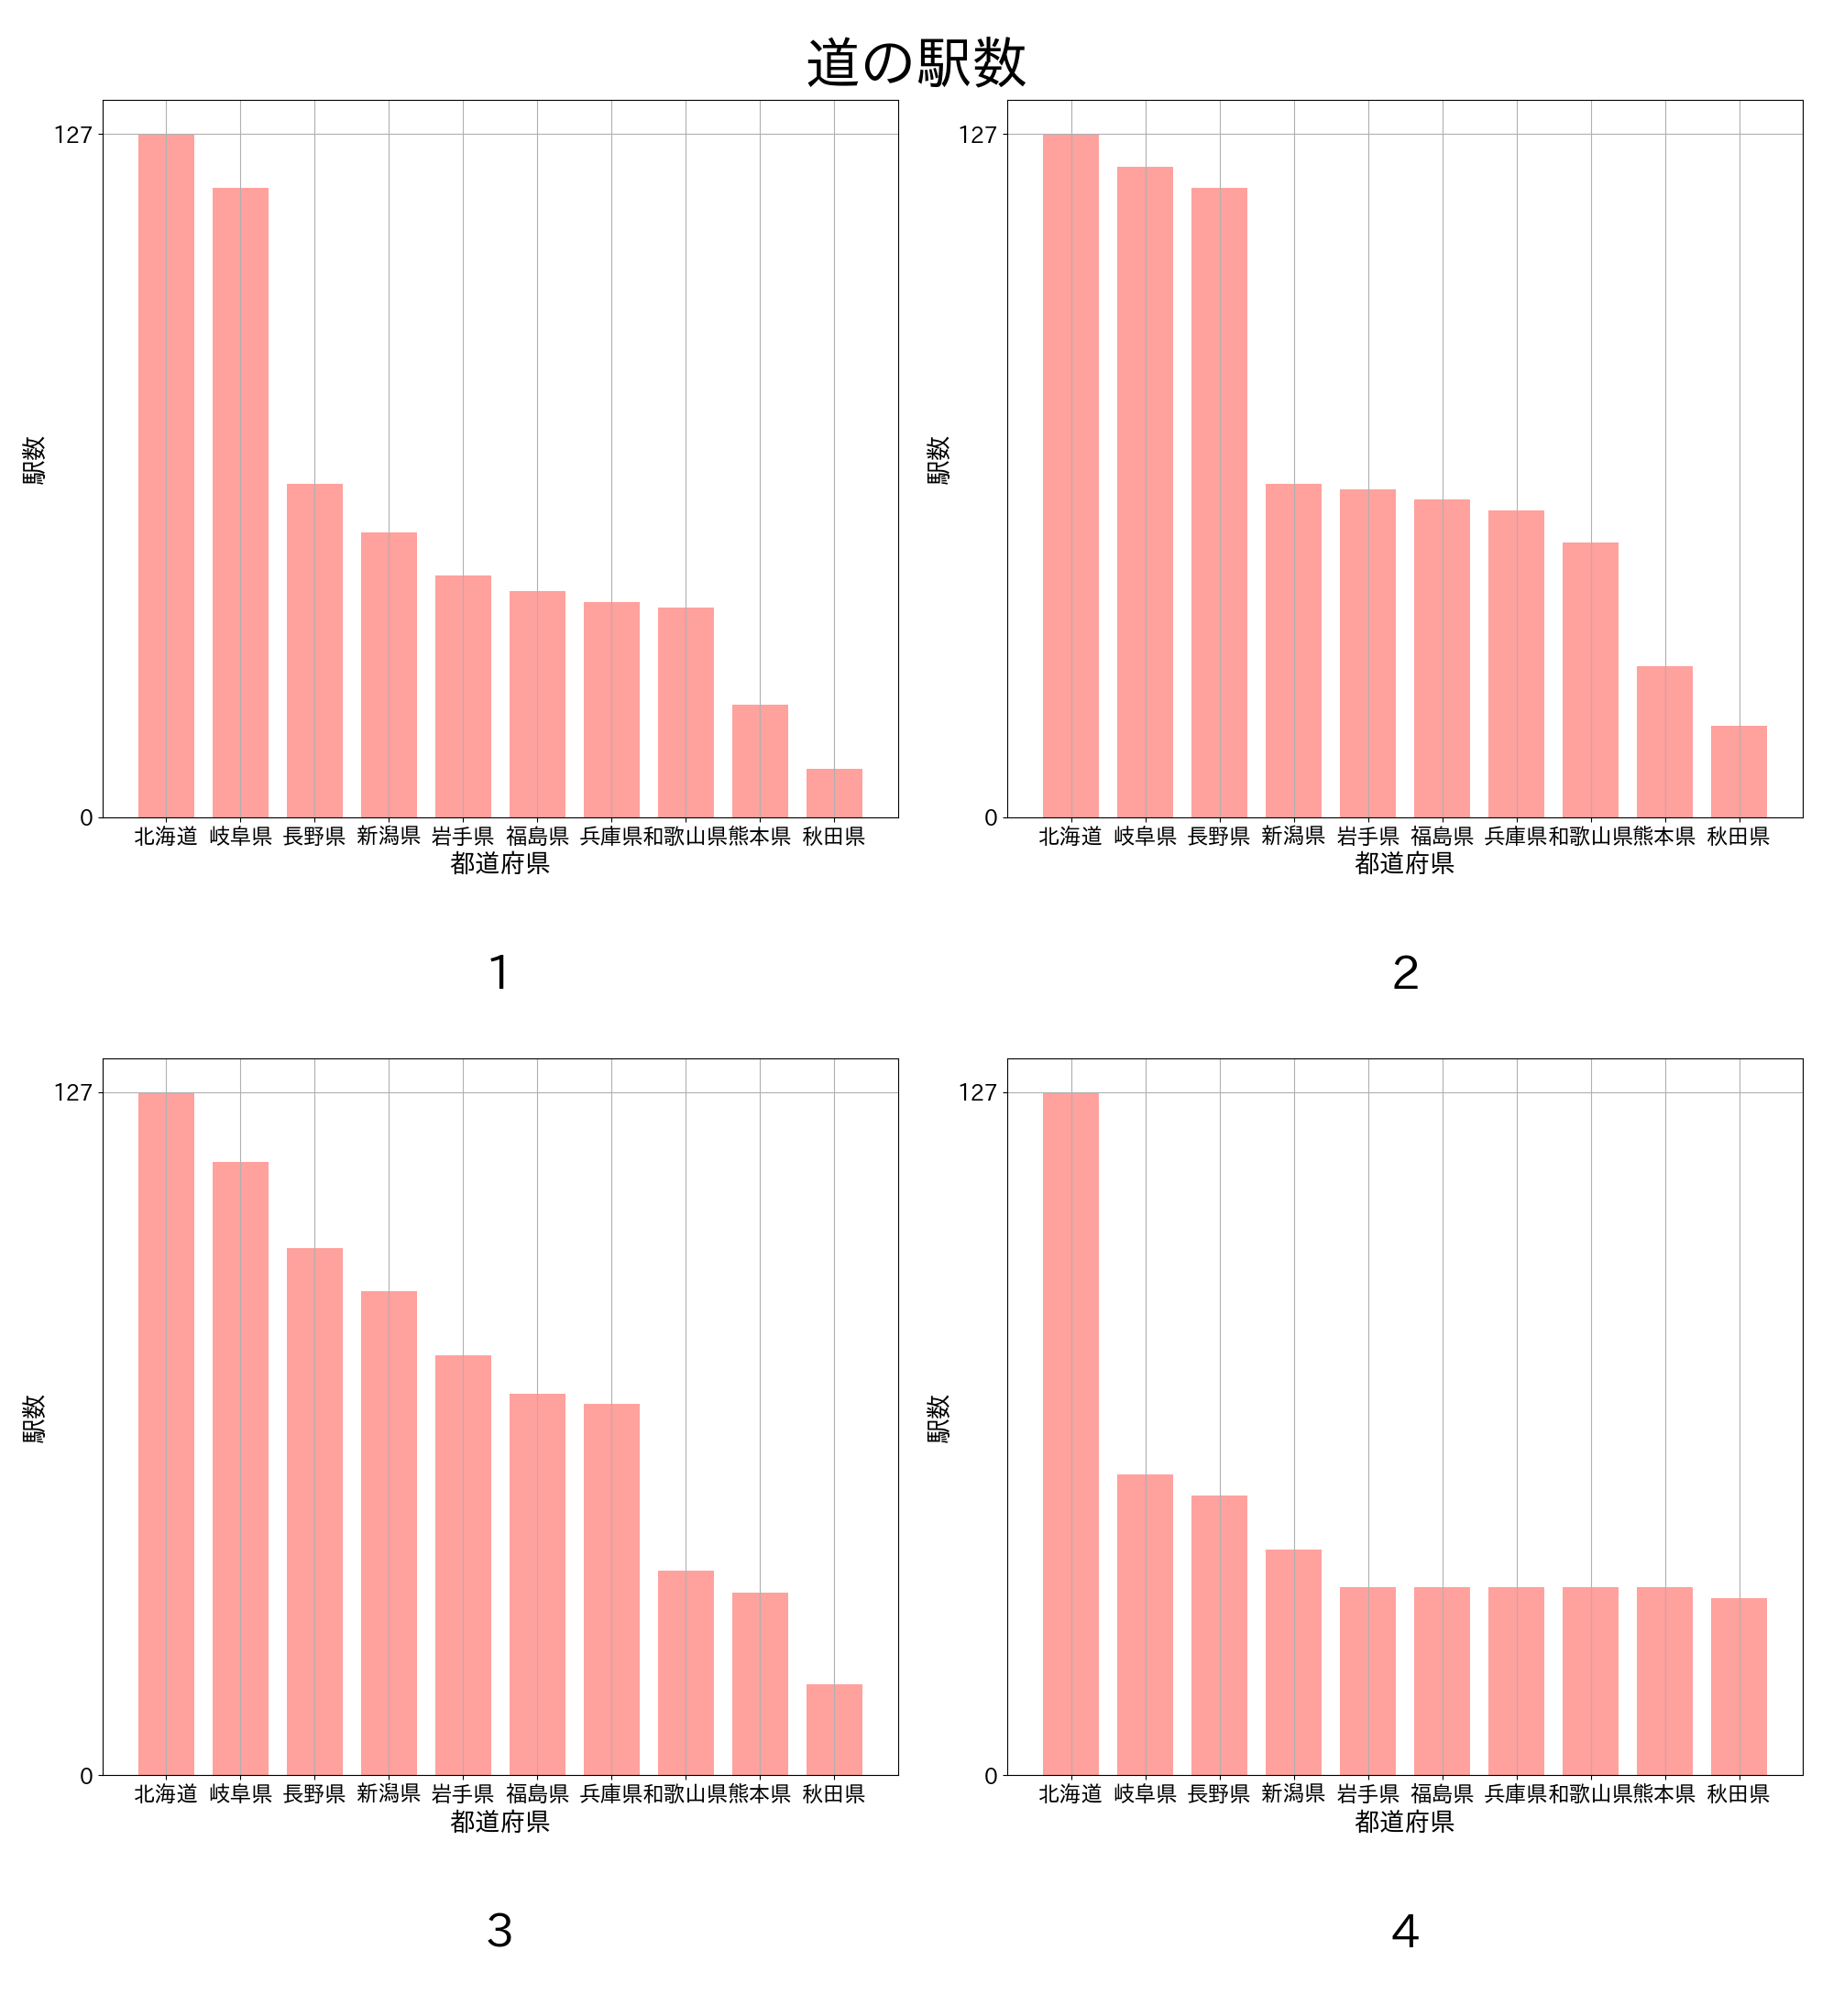 道の駅数
127
0
駅数
北海道 岐阜県 長野県 新潟県 岩手県 福島県 兵庫県 和歌山県 熊本県 秋田県
都道府県
1
127
0
駅数
北海道 岐阜県 長野県 新潟県 岩手県 福島県 兵庫県 和歌山県 熊本県 秋田県
都道府県
2
127
0
駅数
北海道 岐阜県 長野県 新潟県 岩手県 福島県 兵庫県 和歌山県 熊本県 秋田県
都道府県
3
127
0
駅数
北海道 岐阜県 長野県 新潟県 岩手県 福島県 兵庫県 和歌山県 熊本県 秋田県
都道府県
4